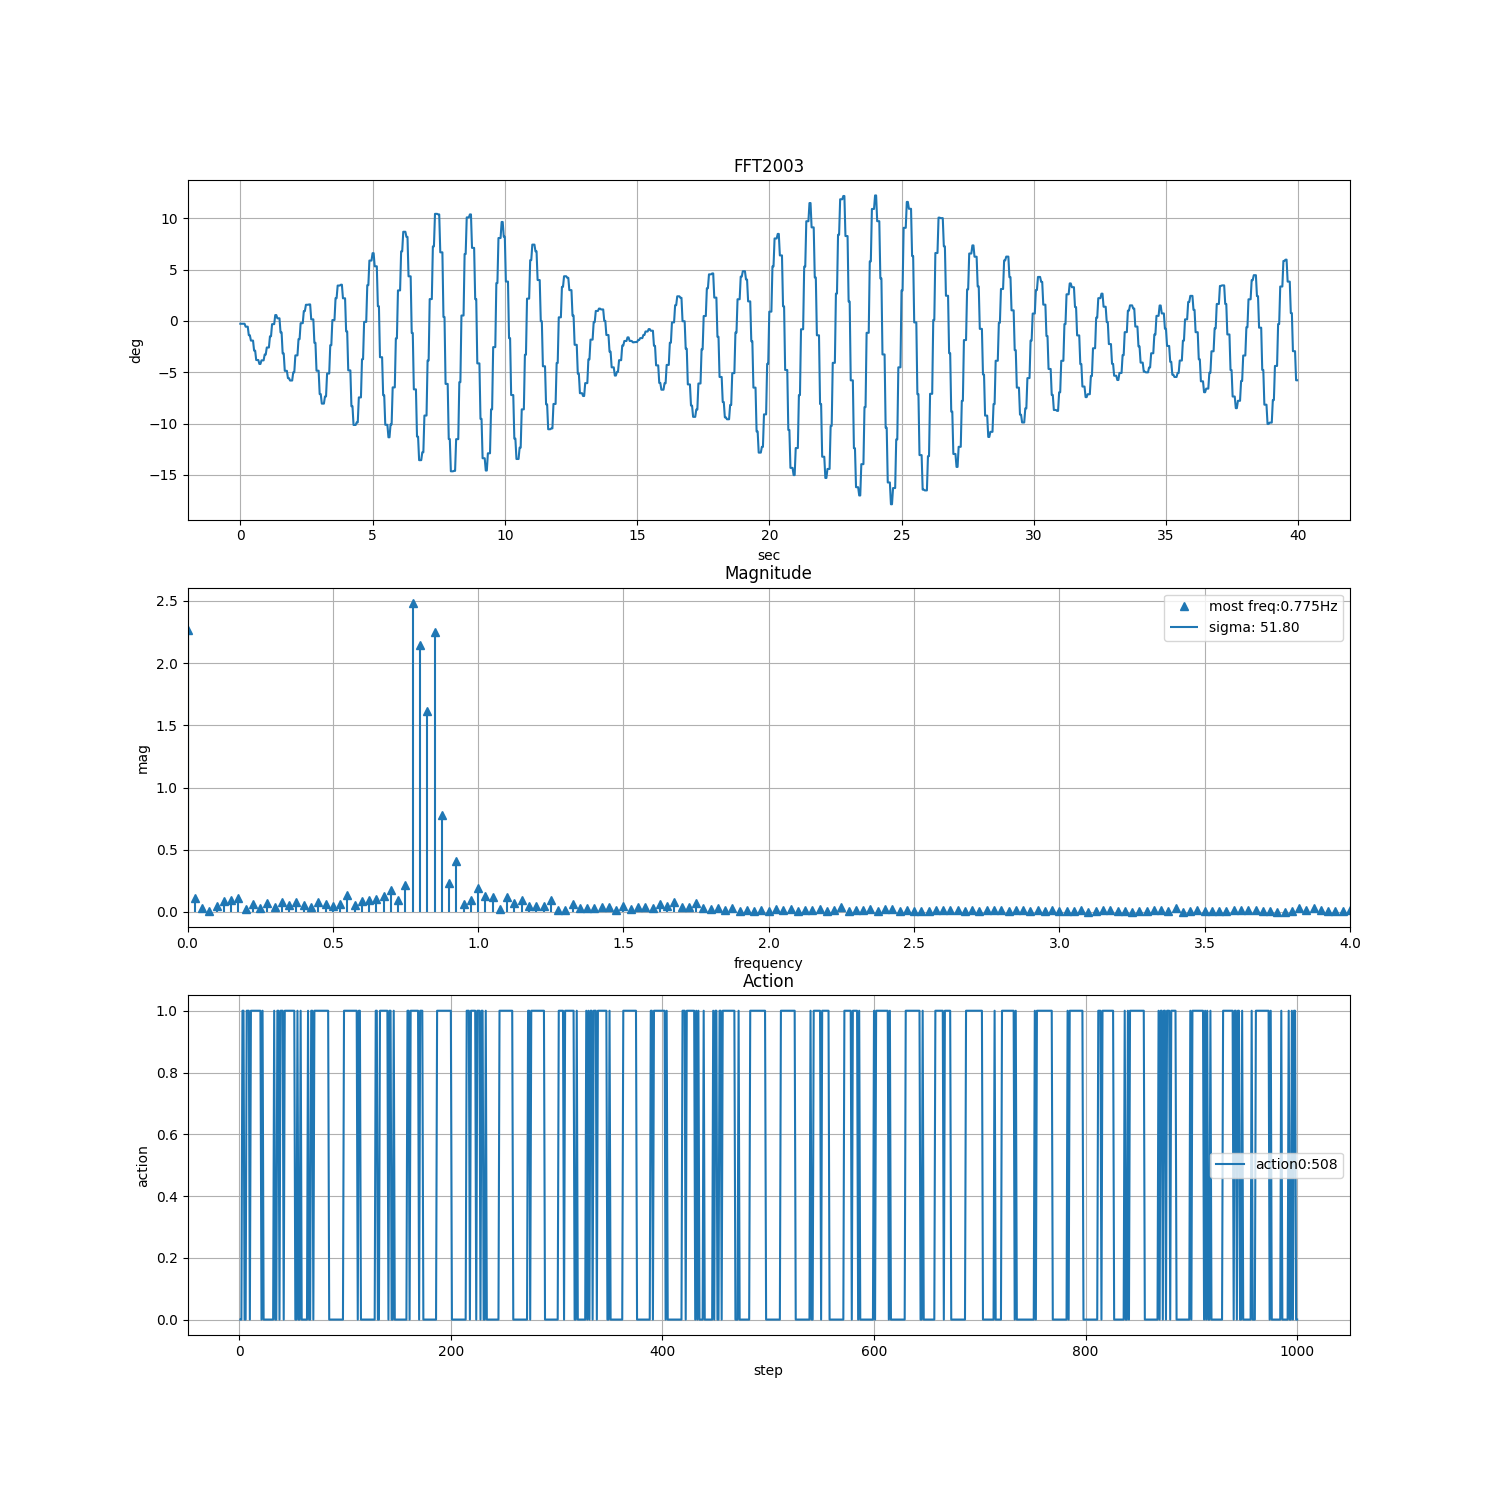 FFT2003
10
5
0
−5
−10
−15
deg
0 5 10 15 20 25 30 35 40
sec
Magnitude
2.5
2.0
1.5
1.0
0.5
0.0
mag
most freq:0.775Hz
sigma: 51.80
0.0 0.5 1.0 1.5 2.0 2.5 3.0 3.5 4.0
frequency
Action
1.0
0.8
0.6
0.4
0.2
0.0
action
action0:508
0 200 400 600 800 1000
step